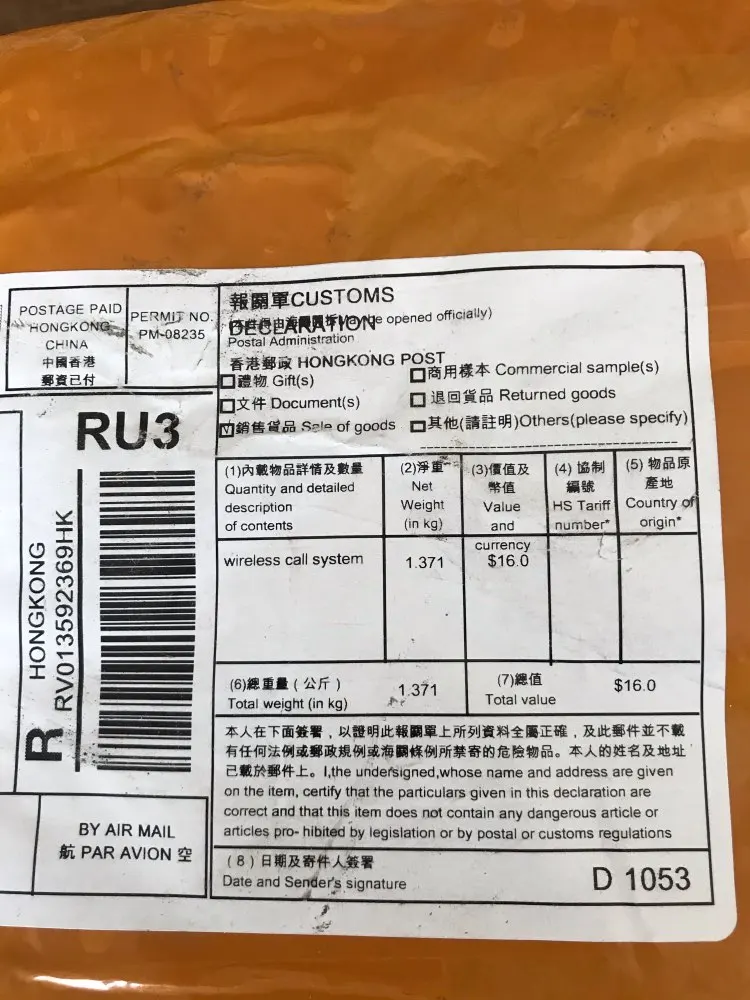 POSTAGE PAID
HONGKONG
CHINA
中國香港
郵資已付
PERMIT NO.
PM-08235
RU3
HONGKONG
RV013592369HK
R
BY AIR MAIL
航 PAR AVION 空
報關單CUSTOMS
DECLARATION
be opened officially)
Postal Administration
香港郵政 HONGKONG POST
禮物 Gift(s)
商用樣本 Commercial sample(s)
文件 Document(s)
退回貨品 Returned goods
銷售貨品 Sale of goods
其他(請註明)Others(please specify)
(1)內載物品詳情及數量
Quantity and detailed
description
of contents
(2)淨重
Net
Weight
(in kg)
(3)價值及
幣值
Value
and
currency
(4) 協制
編號
HS Tariff
number*
(5) 物品原
產地
Country of
origin*
wireless call system
1.371
$16.0
(6)總重量 ( 公斤 )
Total weight (in kg)
1.371
(7)總值
Total value
$16.0
本人在下面簽署，以證明此報關單上所列資料全屬正確，及此郵件並不載
有任何法例或郵政規例或海關條例所禁寄的危險物品。本人的姓名及地址
已載於郵件上。I,the undersigned,whose name and address are given
on the item, certify that the particulars given in this declaration are
correct and that this item does not contain any dangerous article or
articles pro- hibited by legislation or by postal or customs regulations
( 8 ) 日期及寄件人簽署
Date and Sender's signature
D 1053